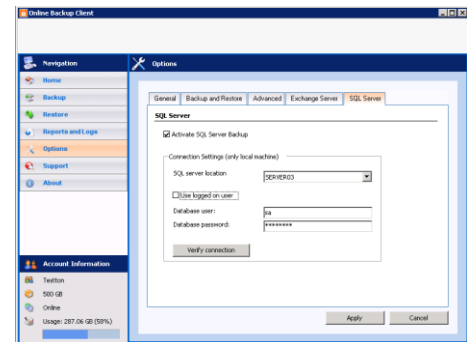 Online Backup Client
Navigation
Home
Backup
Restore
Reports and Logs
Options
Support
About
Account Information
Testton
500 GB
Online
Usage: 287.06 GB (58%)
Options
General
Backup and Restore
Advanced
Exchange Server
SQL Server
SQL Server
Activate SQL Server Backup
Connection Settings (only local machine)
SQL server location
SERVER03
Use logged on user
Database user:
sa
Database password:
********
Verify connection
Apply
Cancel